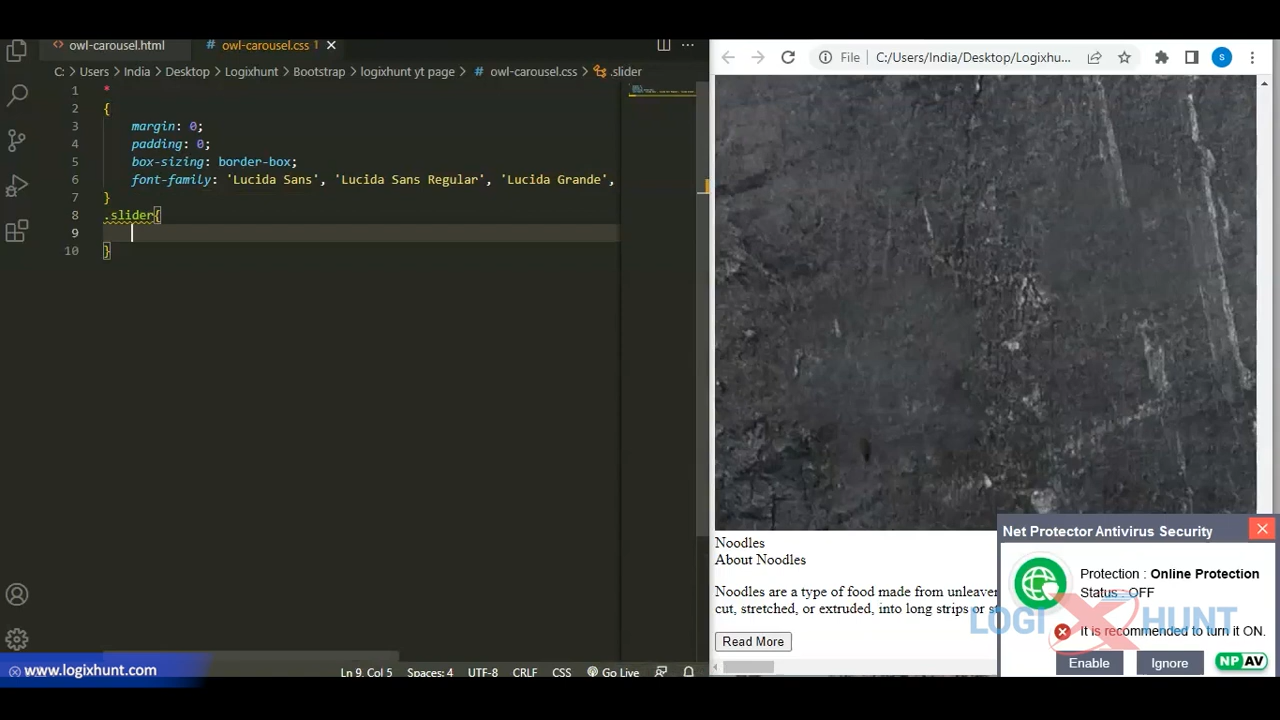 owl-carousel.html
owl-carousel.css 1
C: > Users > India > Desktop > Logixhunt > Bootstrap > logixhunt yt page > # owl-carousel.css > .slider
1 *
2 {
3 margin: 0;
4 padding: 0;
5 box-sizing: border-box;
6 font-family: 'Lucida Sans', 'Lucida Sans Regular', 'Lucida Grande',
7 }
8 .slider{
9
10 }
www.logixhunt.com
Ln 9, Col 5 Spaces: 4 UTF-8 CRLF CSS Go Live
File C:/Users/India/Desktop/Logixhu...
S
Noodles
About Noodles
Noodles are a type of food made from unleaver
cut, stretched, or extruded, into long strips or
Read More
Net Protector Antivirus Security
Protection : Online Protection
Status : OFF
It is recommended to turn it ON.
LOGIXHUNT
Enable Ignore NP AV